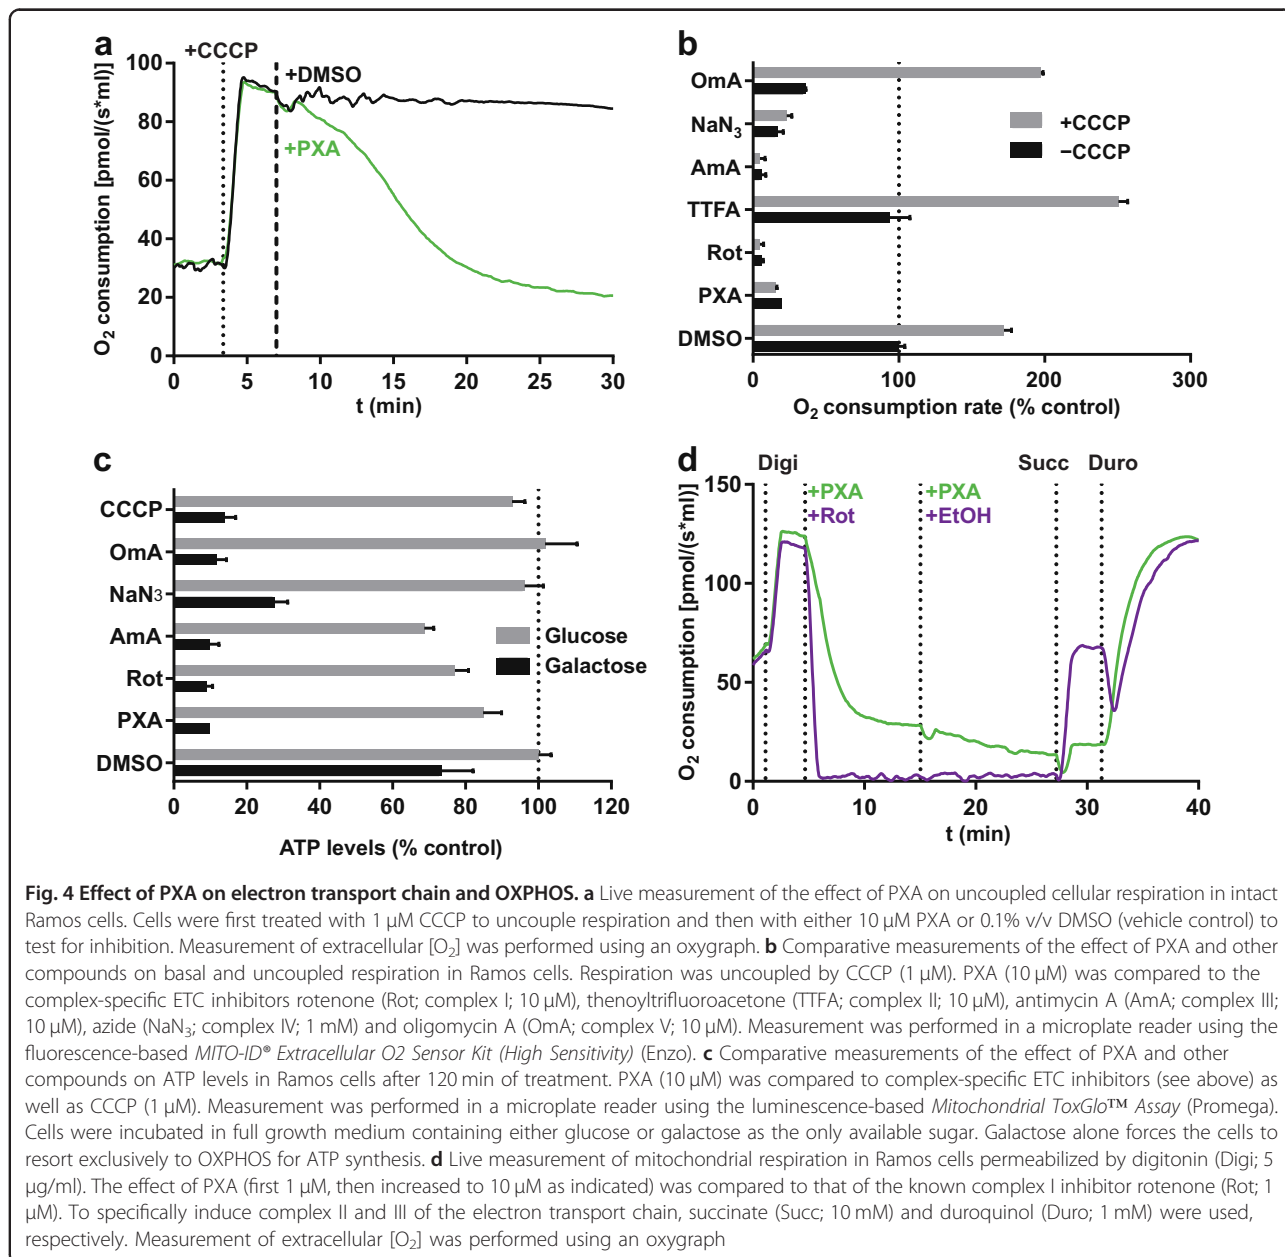 a
+CCCP
+DMSO
+PXA
O2 consumption [pmol/(s*ml)]
100
80
60
40
20
0
0 5 10 15 20 25 30
t (min)
b
OmA
NaN3
AmA
TTFA
Rot
PXA
DMSO
+CCCP
−CCCP
0 100 200 300
O2 consumption rate (% control)
c
CCCP
OmA
NaN3
AmA
Rot
PXA
DMSO
Glucose
Galactose
0 20 40 60 80 100 120
ATP levels (% control)
d
Digi Succ Duro
+PXA +PXA
+Rot +EtOH
O2 consumption [pmol/(s*ml)]
150
100
50
0
0 10 20 30 40
t (min)
Fig. 4 Effect of PXA on electron transport chain and OXPHOS. a Live measurement of the effect of PXA on uncoupled cellular respiration in intact
Ramos cells. Cells were first treated with 1 µM CCCP to uncouple respiration and then with either 10 µM PXA or 0.1% v/v DMSO (vehicle control) to
test for inhibition. Measurement of extracellular [O2] was performed using an oxygraph. b Comparative measurements of the effect of PXA and other
compounds on basal and uncoupled respiration in Ramos cells. Respiration was uncoupled by CCCP (1 µM). PXA (10 µM) was compared to the
complex-specific ETC inhibitors rotenone (Rot; complex I; 10 µM), thenoyltrifluoroacetone (TTFA; complex II; 10 µM), antimycin A (AmA; complex III;
10 µM), azide (NaN3; complex IV; 1 mM) and oligomycin A (OmA; complex V; 10 µM). Measurement was performed in a microplate reader using the
fluorescence-based MITO-ID® Extracellular O2 Sensor Kit (High Sensitivity) (Enzo). c Comparative measurements of the effect of PXA and other
compounds on ATP levels in Ramos cells after 120 min of treatment. PXA (10 µM) was compared to complex-specific ETC inhibitors (see above) as
well as CCCP (1 µM). Measurement was performed in a microplate reader using the luminescence-based Mitochondrial ToxGlo™ Assay (Promega).
Cells were incubated in full growth medium containing either glucose or galactose as the only available sugar. Galactose alone forces the cells to
resort exclusively to OXPHOS for ATP synthesis. d Live measurement of mitochondrial respiration in Ramos cells permeabilized by digitonin (Digi; 5
µg/ml). The effect of PXA (first 1 µM, then increased to 10 µM as indicated) was compared to that of the known complex I inhibitor rotenone (Rot; 1
µM). To specifically induce complex II and III of the electron transport chain, succinate (Succ; 10 mM) and duroquinol (Duro; 1 mM) were used,
respectively. Measurement of extracellular [O2] was performed using an oxygraph